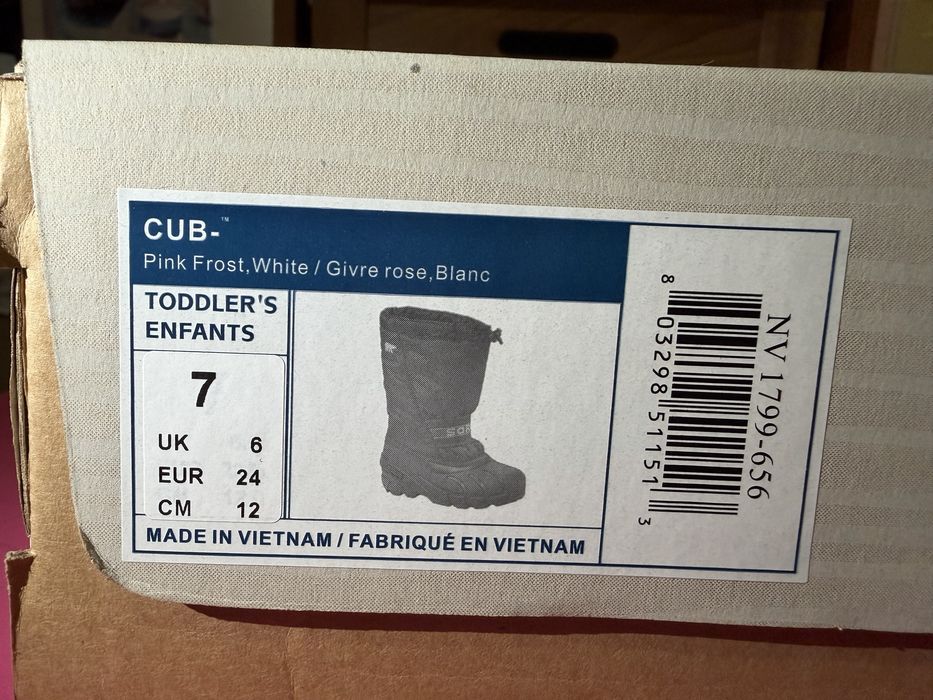 CUB-™
Pink Frost,White / Givre rose,Blanc
TODDLER'S
ENFANTS
7
UK 6
EUR 24
CM 12
MADE IN VIETNAM / FABRIQUÉ EN VIETNAM
NV 1799-656
8 03298 51151 3